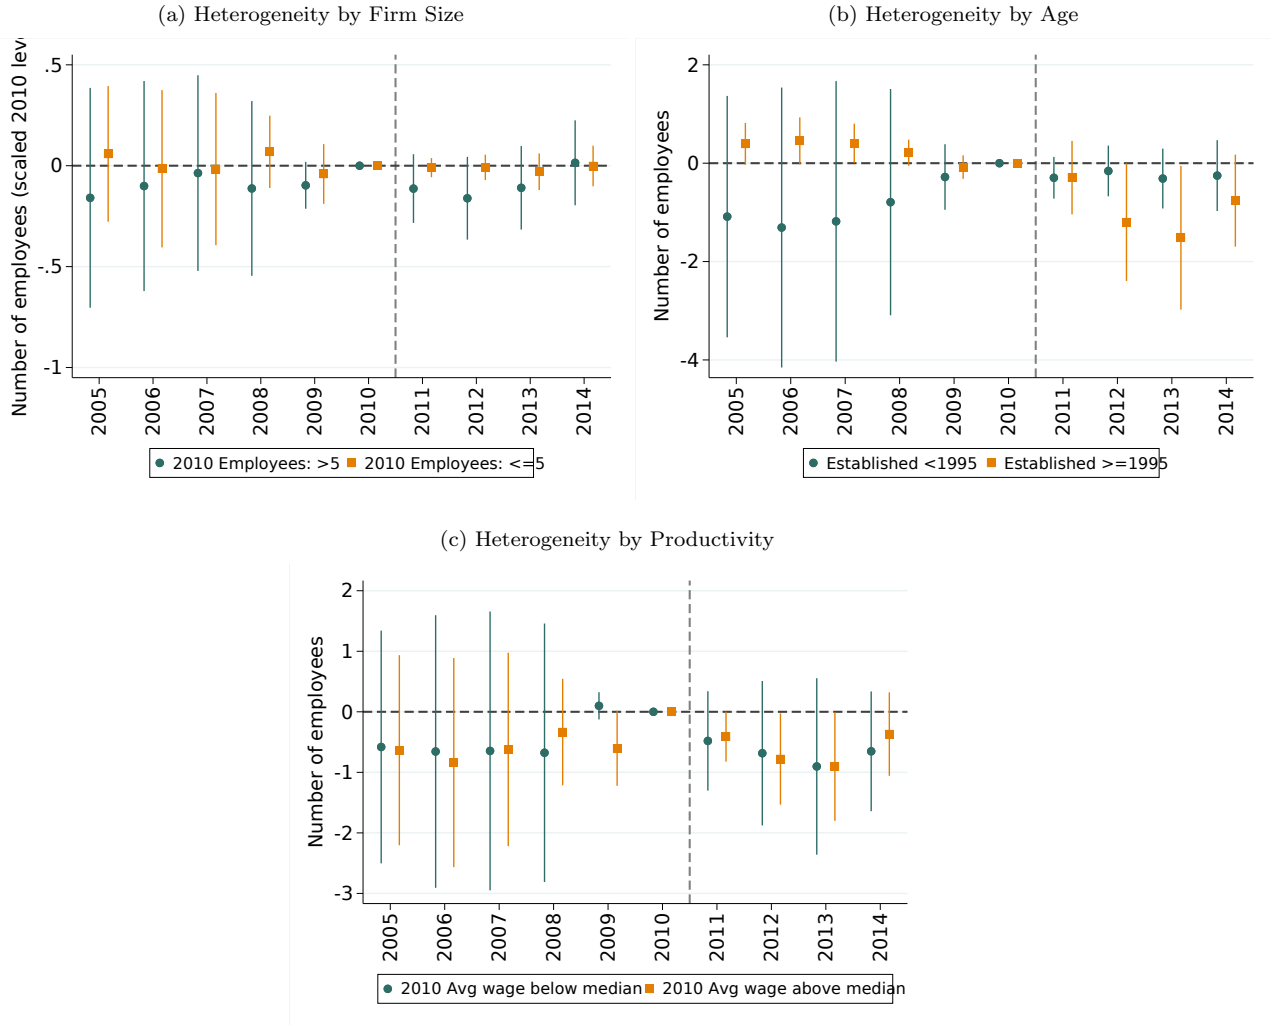 (a) Heterogeneity by Firm Size
Number of employees (scaled 2010 lev
.5
0
-.5
-1
2005 2006 2007 2008 2009 2010 2011 2012 2013 2014
2010 Employees: >5 2010 Employees: <=5
(b) Heterogeneity by Age
Number of employees
2
0
-2
-4
2005 2006 2007 2008 2009 2010 2011 2012 2013 2014
Established <1995 Established >=1995
(c) Heterogeneity by Productivity
Number of employees
2
1
0
-1
-2
-3
2005 2006 2007 2008 2009 2010 2011 2012 2013 2014
2010 Avg wage below median 2010 Avg wage above median